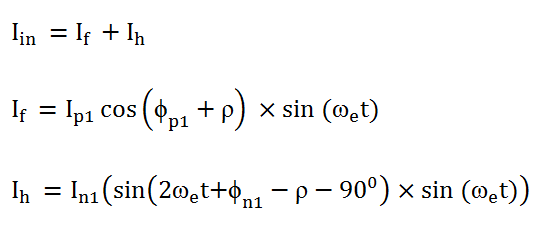 I_in = I_f + I_h
I_f = I_p1 cos(ϕ_p1 + ρ) × sin (ω_e t)
I_h = I_n1(sin(2ω_e t+ϕ_n1 − ρ − 90⁰) × sin (ω_e t))